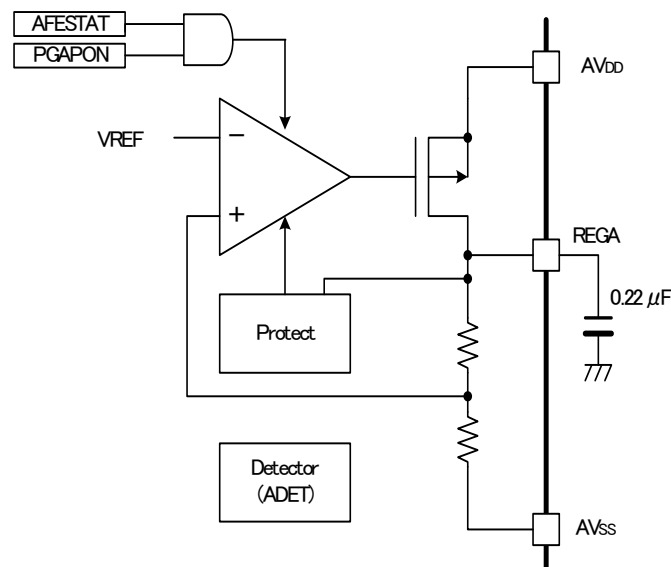 AFESTAT
PGAPON
AVDD
VREF
−
+
REGA
0.22 μF
Protect
Detector
(ADET)
AVSS